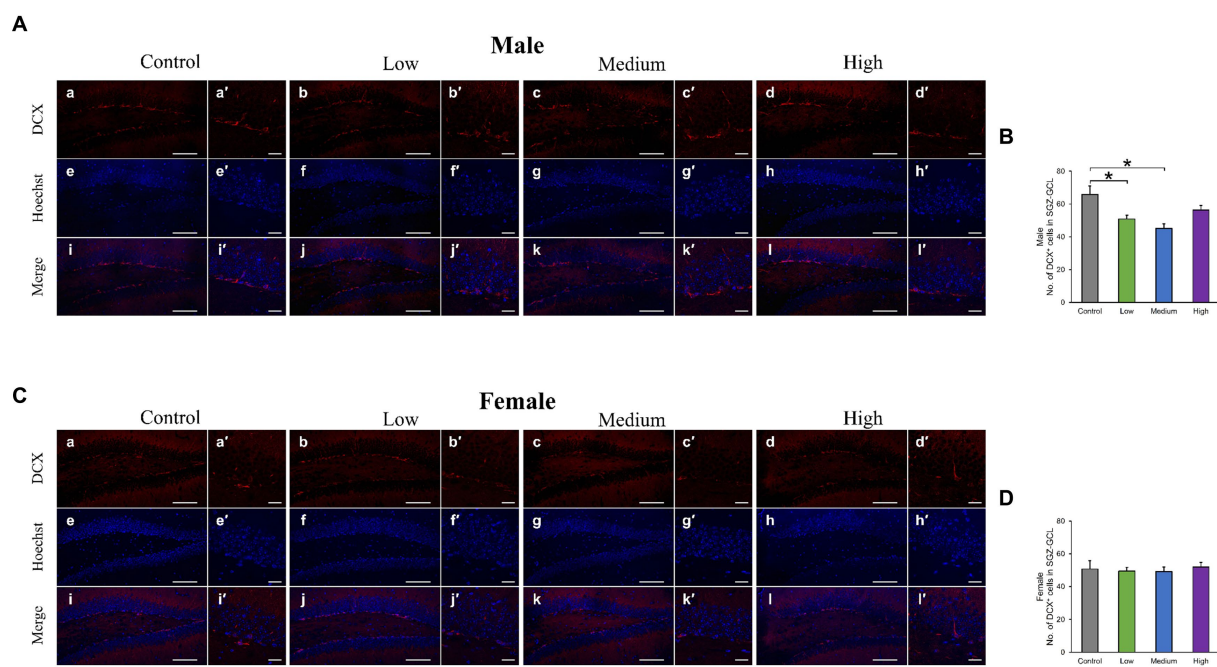 A
Male
Control Low Medium High
DCX
a a′ b b′ c c′ d d′
Hoechst
e e′ f f′ g g′ h h′
Merge
i i′ j j′ k k′ l l′
B
* *
Male
No. of DCX⁺ cells in SGZ-GCL
80
60
40
20
0
Control Low Medium High
C
Female
Control Low Medium High
DCX
a a′ b b′ c c′ d d′
Hoechst
e e′ f f′ g g′ h h′
Merge
i i′ j j′ k k′ l l′
D
Female
No. of DCX⁺ cells in SGZ-GCL
80
60
40
20
0
Control Low Medium High